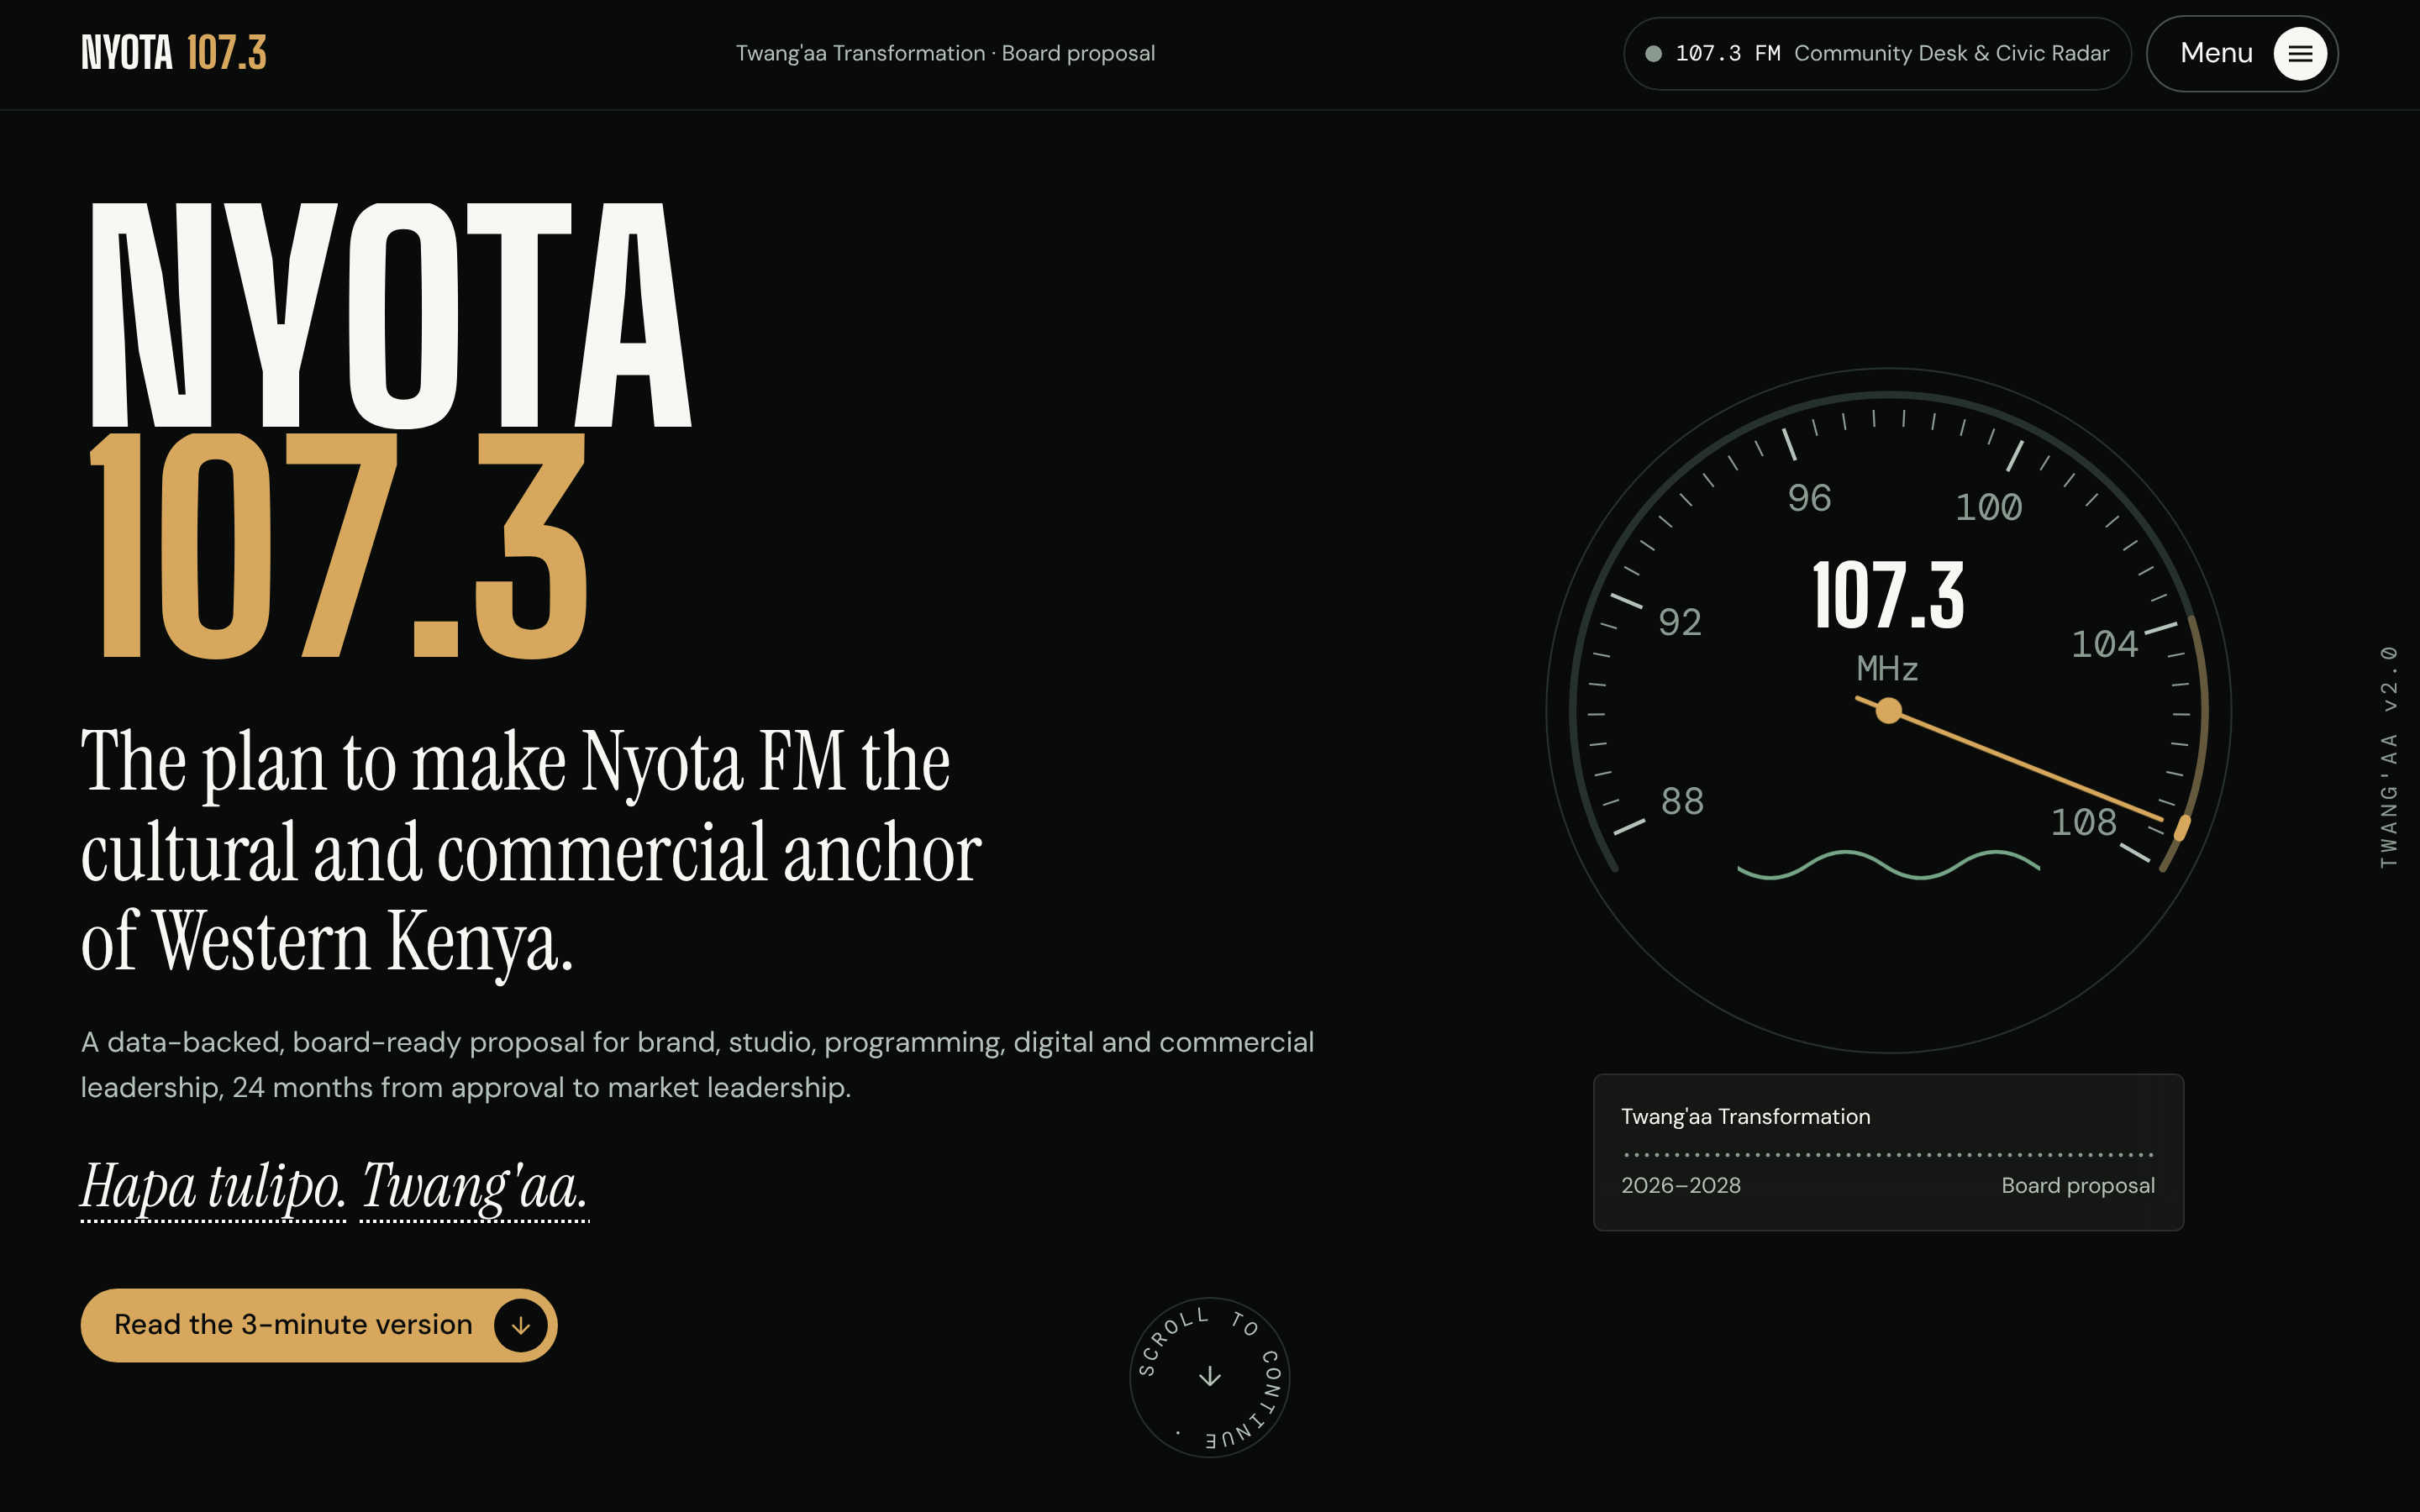 NYOTA 107.3
Twang'aa Transformation · Board proposal
107.3 FM Community Desk & Civic Radar
Menu
NYOTA
107.3
The plan to make Nyota FM the
cultural and commercial anchor
of Western Kenya.
A data-backed, board-ready proposal for brand, studio, programming, digital and commercial
leadership, 24 months from approval to market leadership.
Hapa tulipo. Twang'aa.
Read the 3-minute version
SCROLL TO CONTINUE ·
88
92
96
100
104
108
107.3
MHz
Twang'aa Transformation
2026–2028 Board proposal
TWANG'AA v2.0